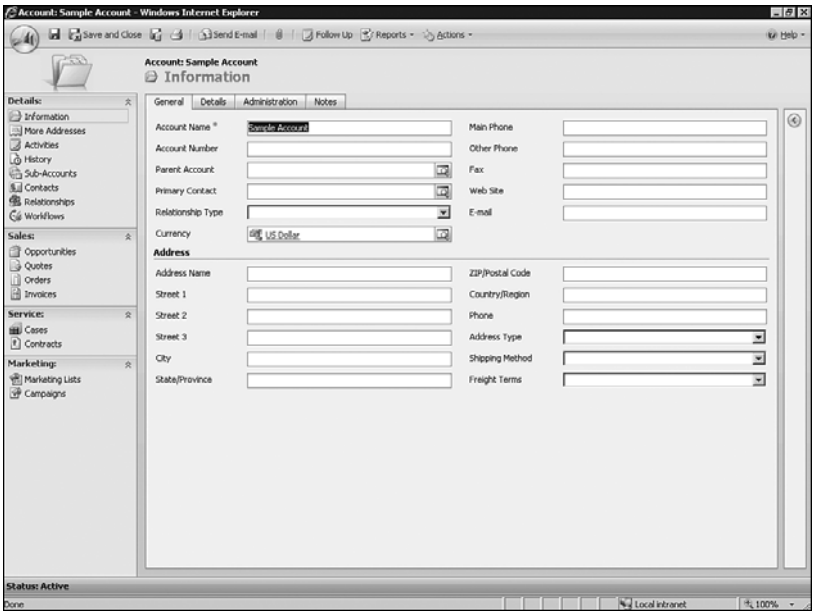 Account: Sample Account - Windows Internet Explorer
Save and Close
Send E-mail
Follow Up
Reports
Actions
Help
Account: Sample Account
Information
Details:
Information
More Addresses
Activities
History
Sub-Accounts
Contacts
Relationships
Workflows
Sales:
Opportunities
Quotes
Orders
Invoices
Service:
Cases
Contracts
Marketing:
Marketing Lists
Campaigns
General Details Administration Notes
Account Name * Sample Account Main Phone
Account Number Other Phone
Parent Account Fax
Primary Contact Web Site
Relationship Type E-mail
Currency US Dollar
Address
Address Name ZIP/Postal Code
Street 1 Country/Region
Street 2 Phone
Street 3 Address Type
City Shipping Method
State/Province Freight Terms
Status: Active
Done Local intranet 100%